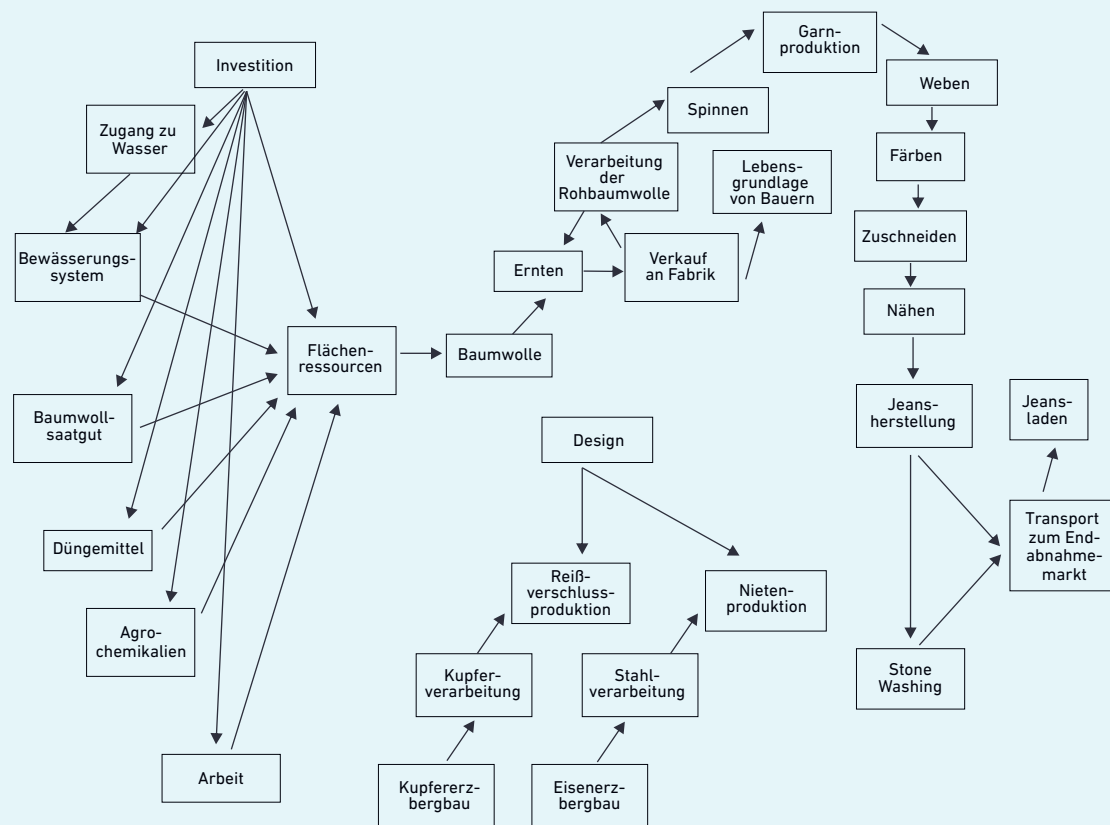 Investition
Zugang zu
Wasser
Bewässerungs-
system
Baumwoll-
saatgut
Düngemittel
Agro-
chemikalien
Arbeit
Flächen-
ressourcen
Baumwolle
Ernten
Verkauf
an Fabrik
Lebens-
grundlage
von Bauern
Verarbeitung
der
Rohbaumwolle
Spinnen
Garn-
produktion
Weben
Färben
Zuschneiden
Nähen
Jeans-
herstellung
Jeans-
laden
Transport
zum End-
abnahme-
markt
Stone
Washing
Design
Reiß-
verschluss-
produktion
Nieten-
produktion
Kupfer-
verarbeitung
Stahl-
verarbeitung
Kupfererz-
bergbau
Eisenerz-
bergbau